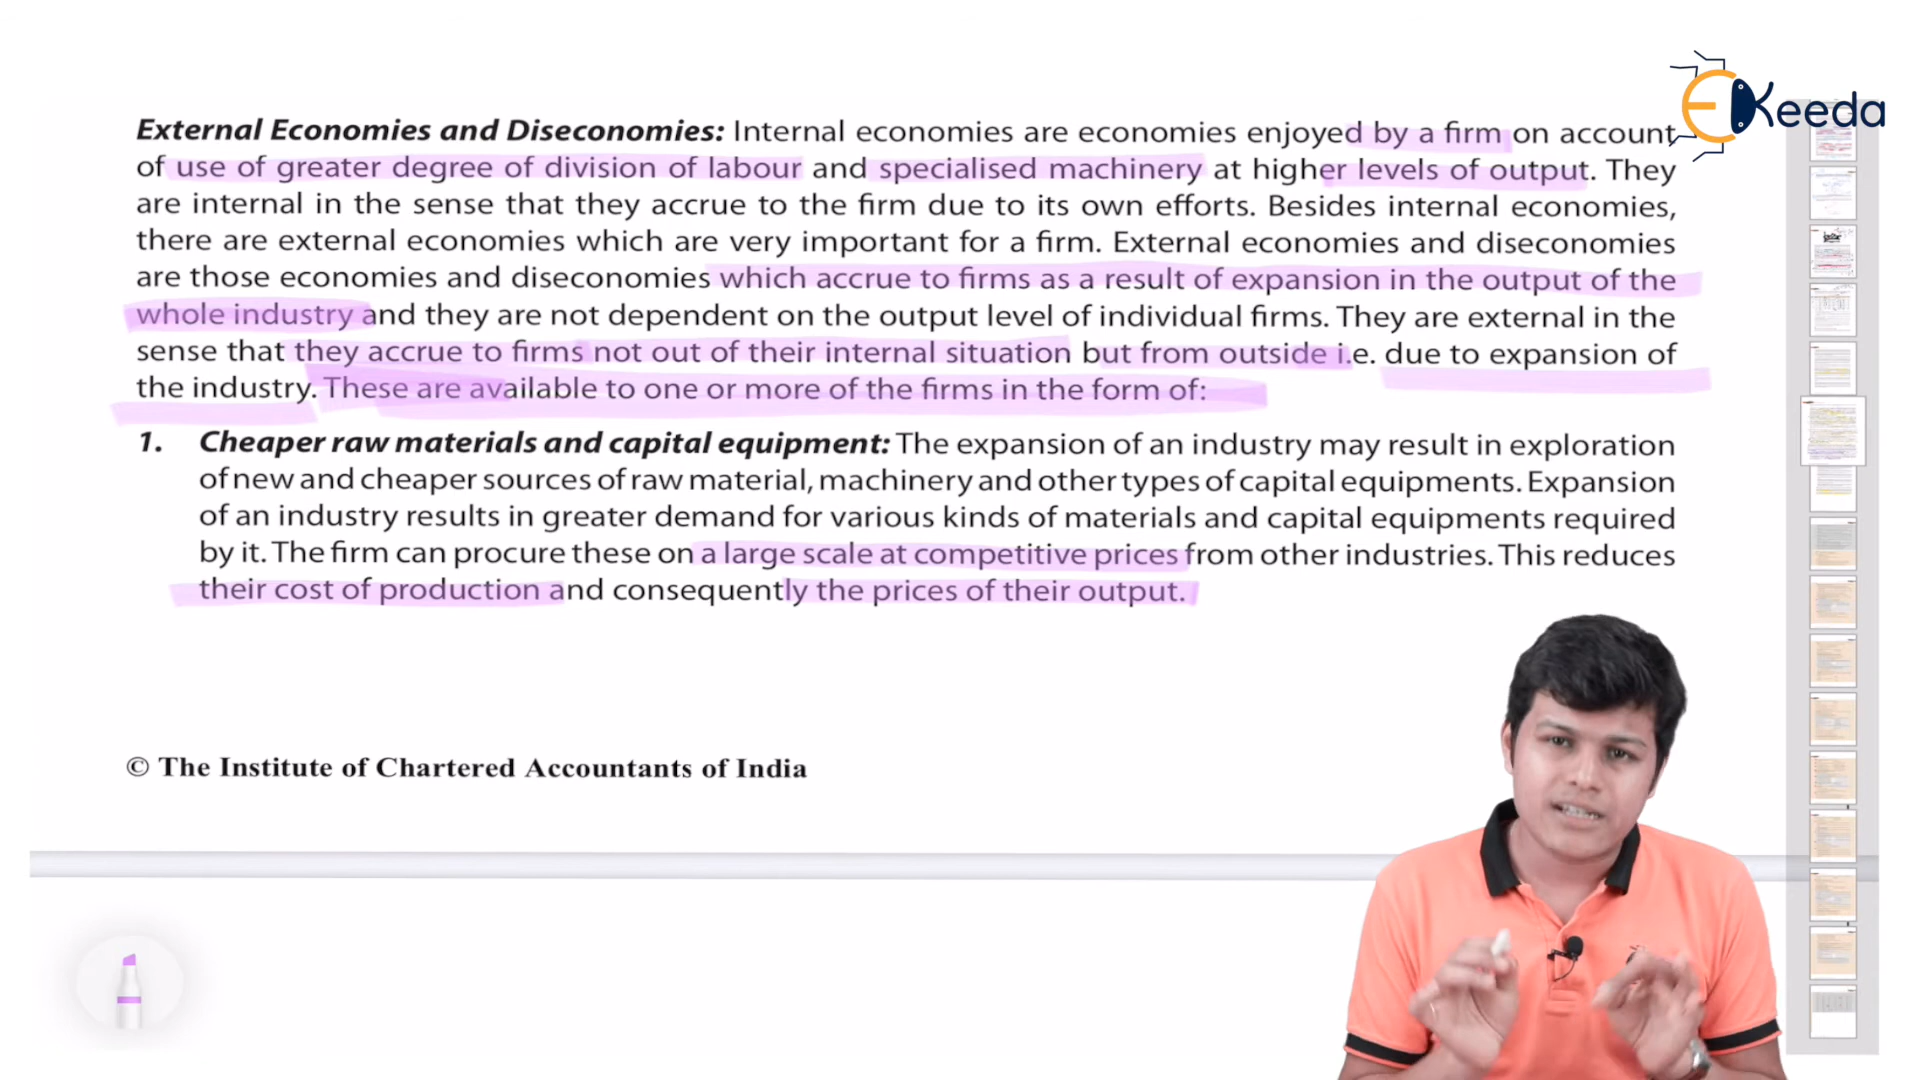 EKeeda
External Economies and Diseconomies: Internal economies are economies enjoyed by a firm on account
of use of greater degree of division of labour and specialised machinery at higher levels of output. They
are internal in the sense that they accrue to the firm due to its own efforts. Besides internal economies,
there are external economies which are very important for a firm. External economies and diseconomies
are those economies and diseconomies which accrue to firms as a result of expansion in the output of the
whole industry and they are not dependent on the output level of individual firms. They are external in the
sense that they accrue to firms not out of their internal situation but from outside i.e. due to expansion of
the industry. These are available to one or more of the firms in the form of:
1. Cheaper raw materials and capital equipment: The expansion of an industry may result in exploration
of new and cheaper sources of raw material, machinery and other types of capital equipments. Expansion
of an industry results in greater demand for various kinds of materials and capital equipments required
by it. The firm can procure these on a large scale at competitive prices from other industries. This reduces
their cost of production and consequently the prices of their output.
© The Institute of Chartered Accountants of India